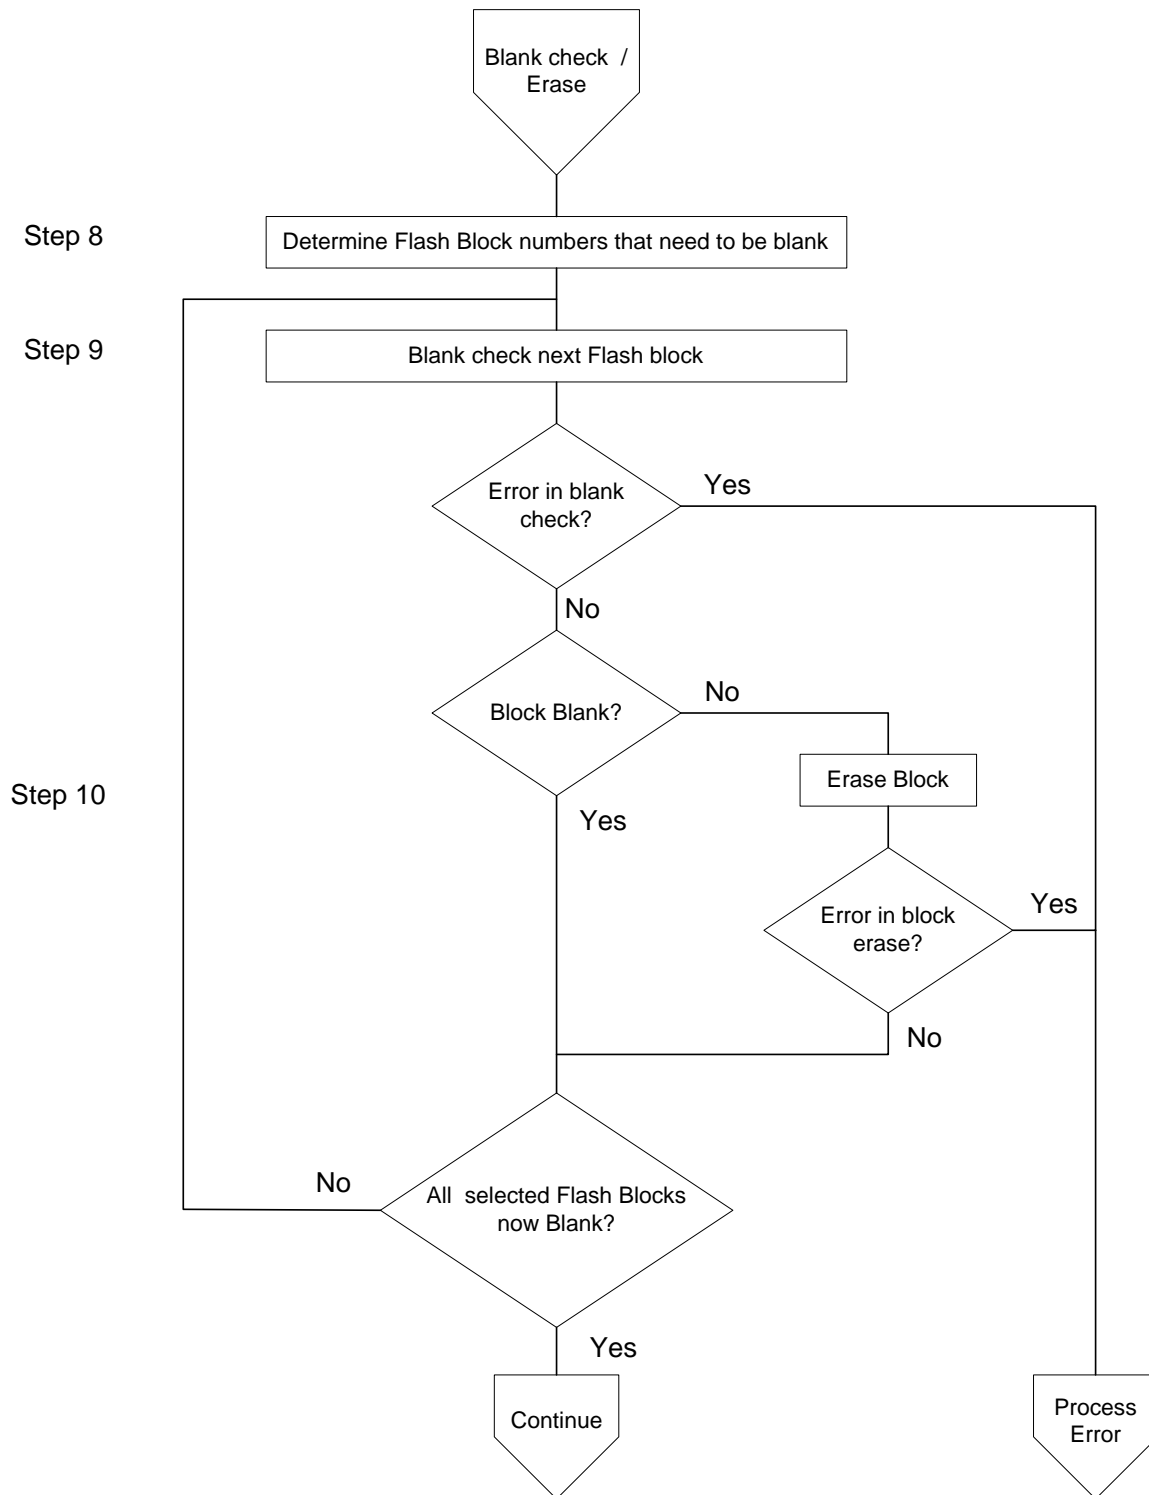 Blank check /
Erase
Step 8
Determine Flash Block numbers that need to be blank
Step 9
Blank check next Flash block
Error in blank
check?
Yes
No
Block Blank?
No
Step 10
Erase Block
Yes
Error in block
erase?
Yes
No
No
All selected Flash Blocks
now Blank?
Yes
Continue
Process
Error